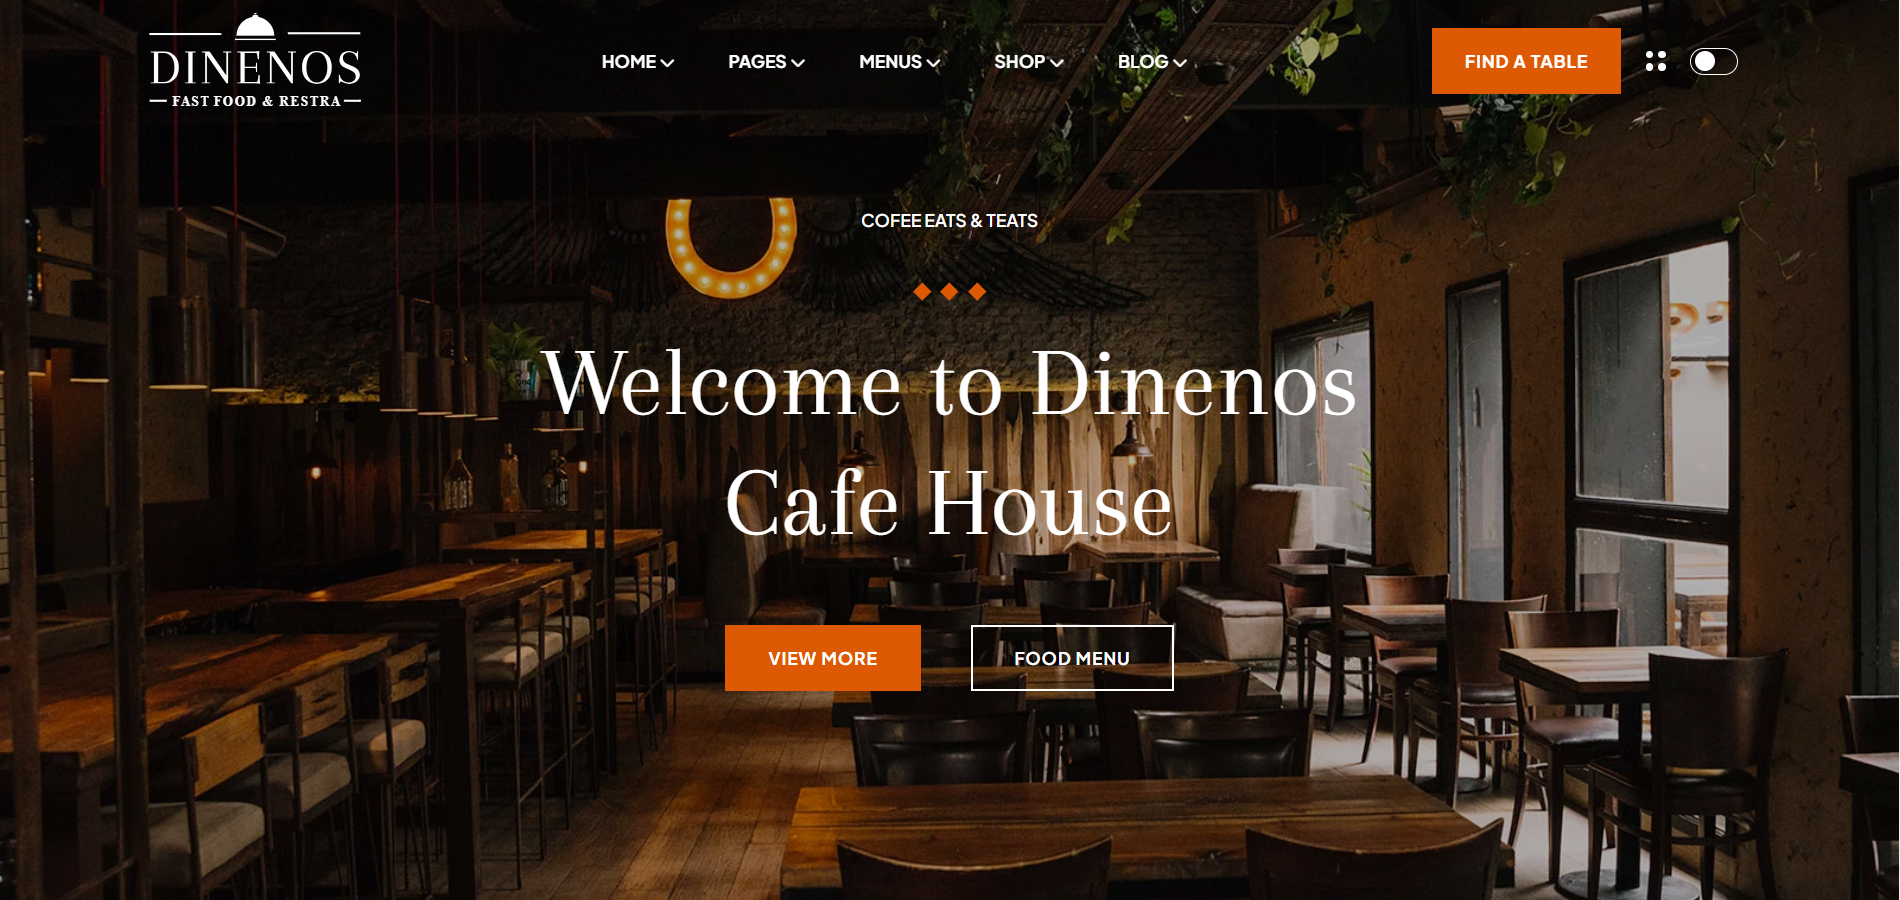 DINENOS
FAST FOOD & RESTRA
HOME PAGES MENUS SHOP BLOG
FIND A TABLE
COFEE EATS & TEATS
Welcome to Dinenos
Cafe House
VIEW MORE
FOOD MENU